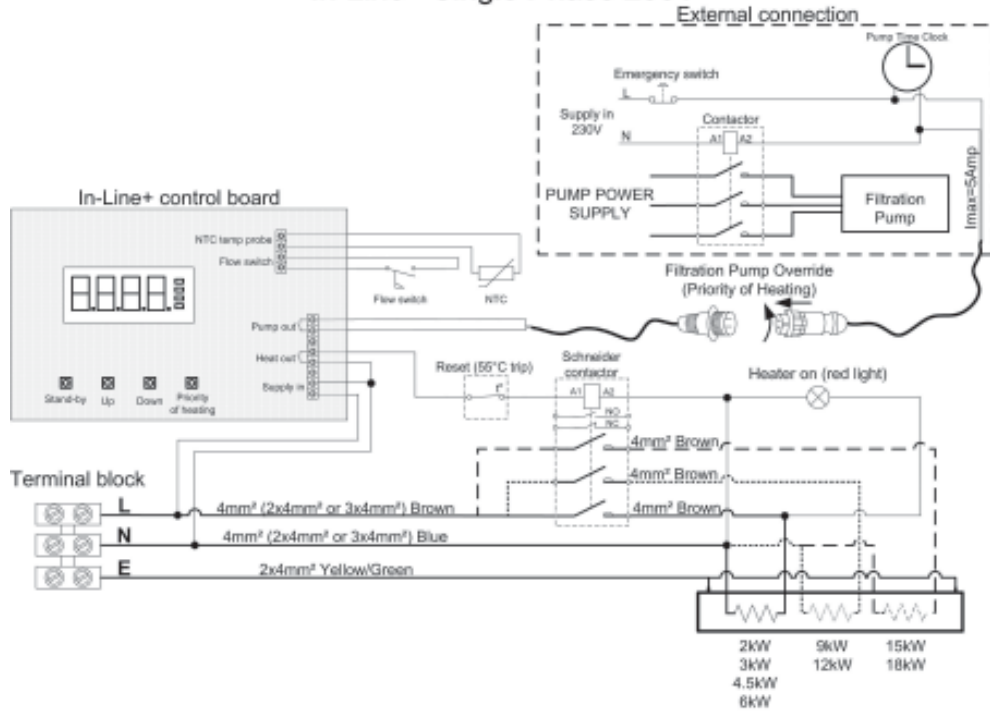 External connection
Pump Time Clock
Emergency switch
L
Supply in
230V
N
Contactor
A1 A2
PUMP POWER
SUPPLY
Filtration
Pump
Imax=5Amp
In-Line+ control board
NTC temp probe
Flow switch
Flow switch
NTC
Filtration Pump Override
(Priority of Heating)
Pump out
Heat out
Supply in
Stand-by
Up
Down
Priority
of heating
Reset (55°C trip)
t°
Schneider
contactor
A1 A2
NO
NC
Heater on (red light)
4mm² Brown
4mm² Brown
4mm² Brown
Terminal block
L
4mm² (2x4mm² or 3x4mm²) Brown
N
4mm² (2x4mm² or 3x4mm²) Blue
E
2x4mm² Yellow/Green
2kW 9kW 15kW
3kW 12kW 18kW
4.5kW
6kW